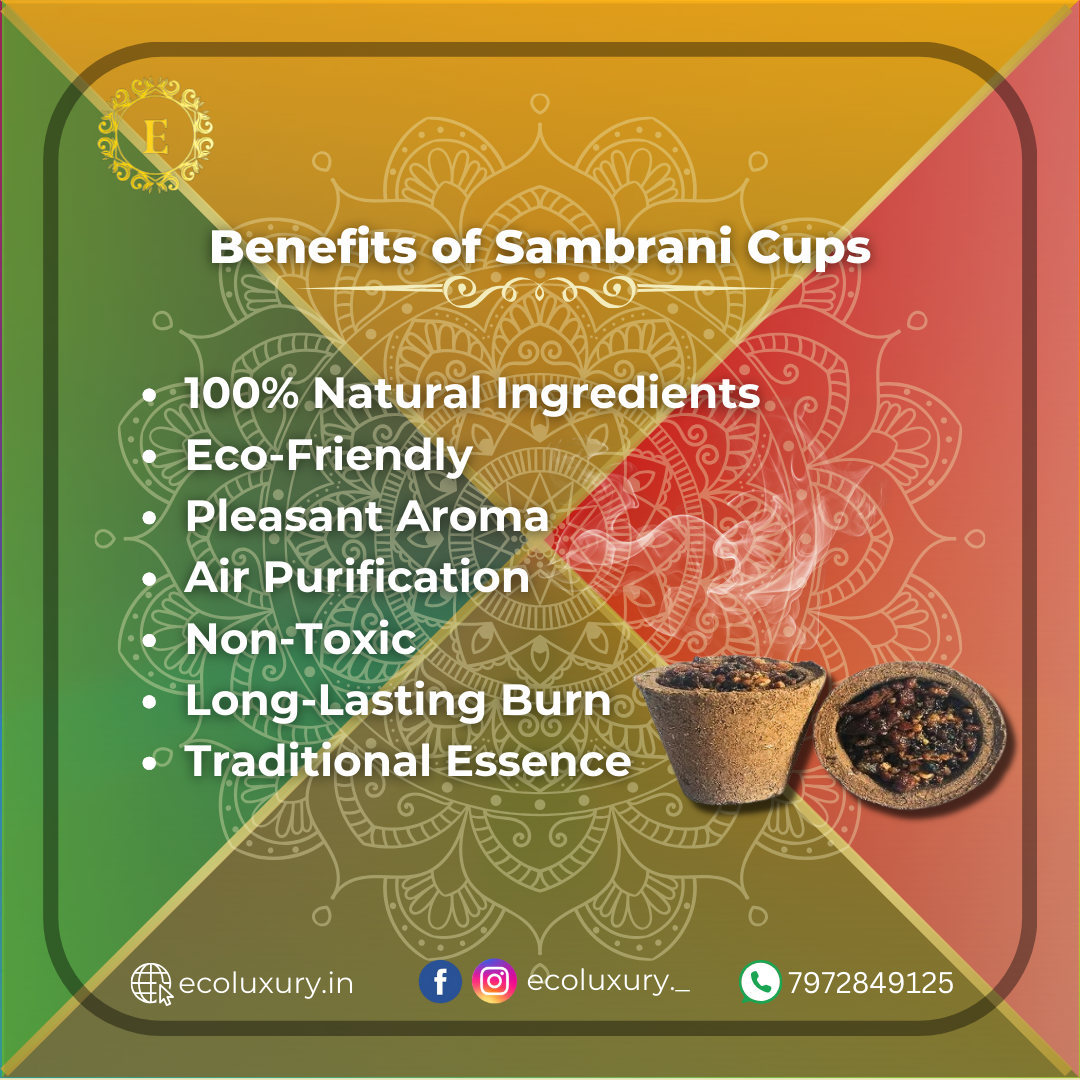 E
Benefits of Sambrani Cups
• 100% Natural Ingredients
• Eco-Friendly
• Pleasant Aroma
• Air Purification
• Non-Toxic
• Long-Lasting Burn
• Traditional Essence
ecoluxury.in ecoluxury._ 7972849125